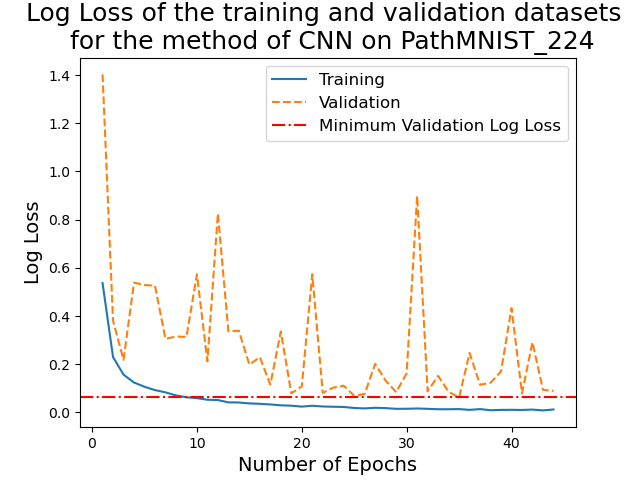 Log Loss of the training and validation datasets
for the method of CNN on PathMNIST_224
Training
Validation
Minimum Validation Log Loss
Log Loss
1.4
1.2
1.0
0.8
0.6
0.4
0.2
0.0
0 10 20 30 40
Number of Epochs